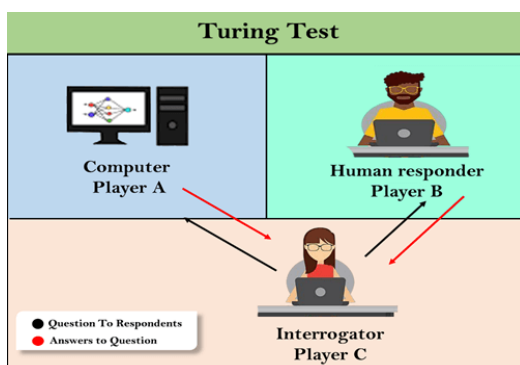 Turing Test
Computer
Player A
Human responder
Player B
Question To Respondents
Answers to Question
Interrogator
Player C